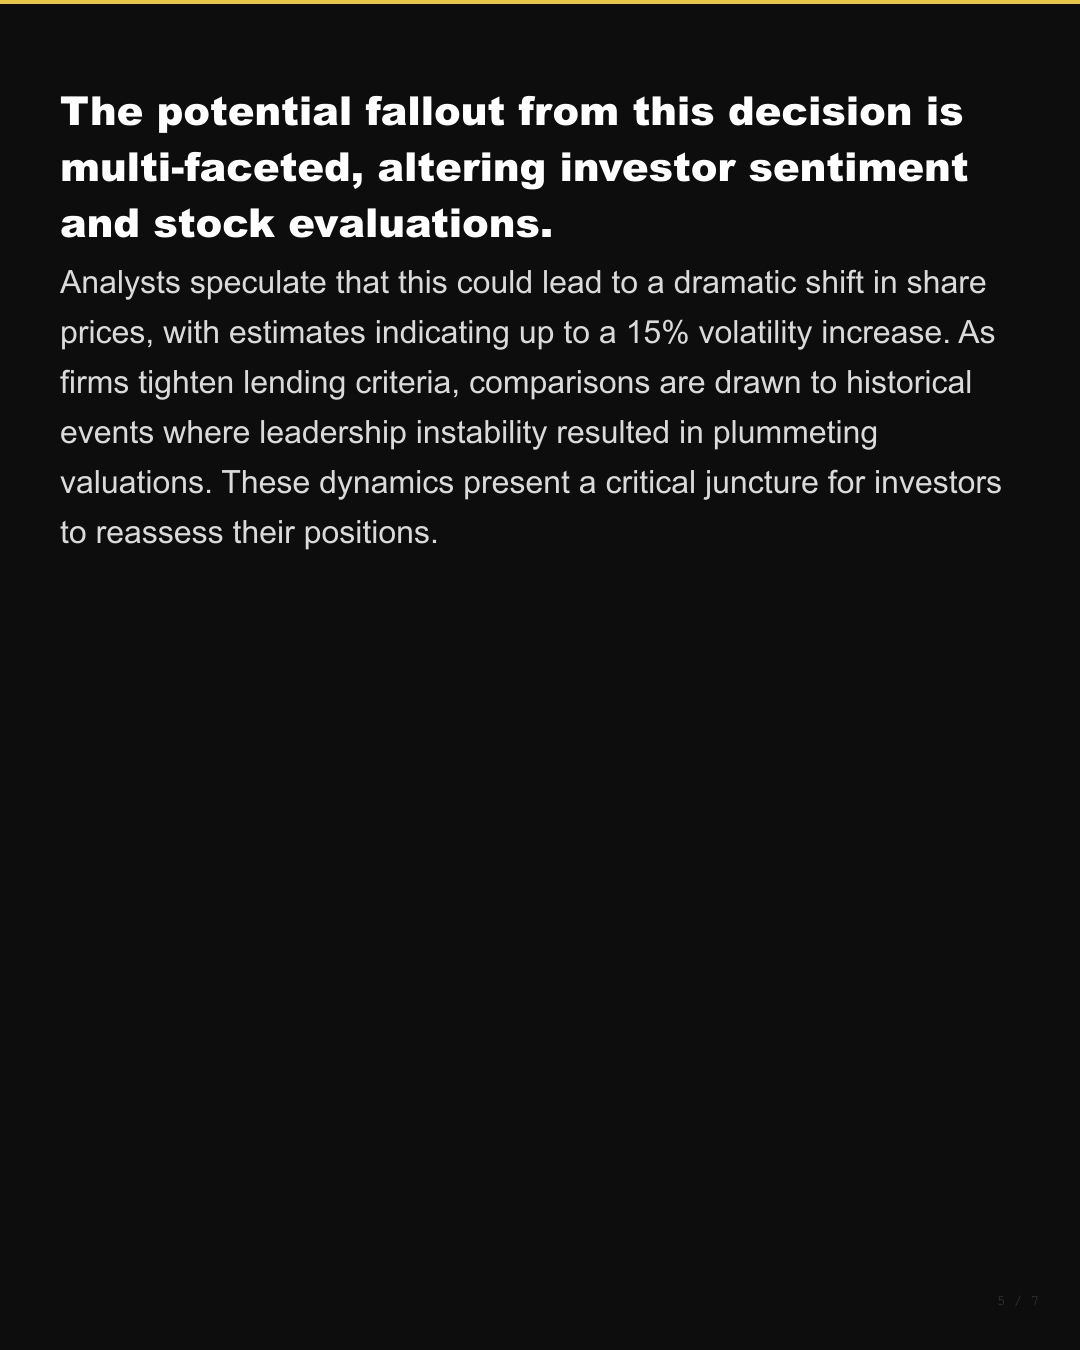 The potential fallout from this decision is
multi-faceted, altering investor sentiment
and stock evaluations.
Analysts speculate that this could lead to a dramatic shift in share
prices, with estimates indicating up to a 15% volatility increase. As
firms tighten lending criteria, comparisons are drawn to historical
events where leadership instability resulted in plummeting
valuations. These dynamics present a critical juncture for investors
to reassess their positions.
5 / 7